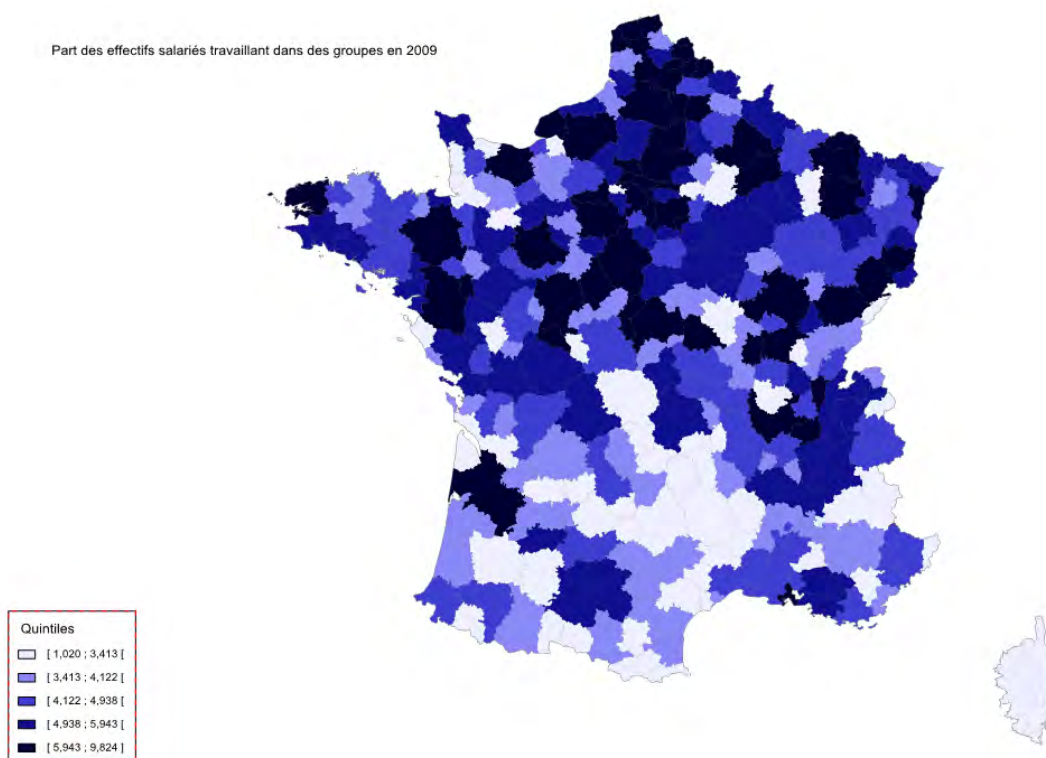 Part des effectifs salariés travaillant dans des groupes en 2009
Quintiles
[ 1,020 ; 3,413 [
[ 3,413 ; 4,122 [
[ 4,122 ; 4,938 [
[ 4,938 ; 5,943 [
[ 5,943 ; 9,824 ]